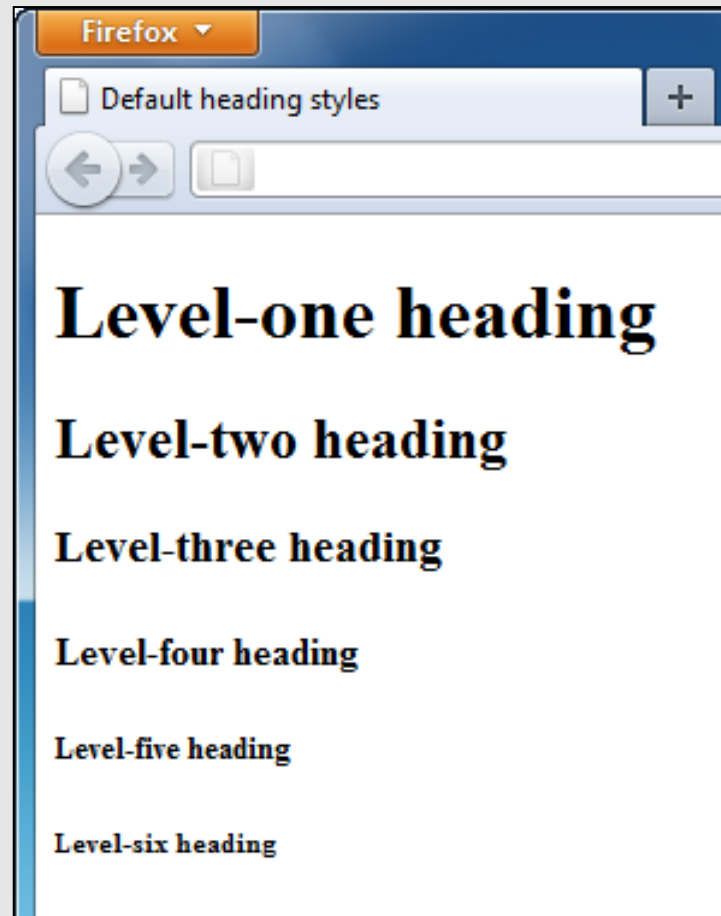 Firefox
Default heading styles
Level-one heading
Level-two heading
Level-three heading
Level-four heading
Level-five heading
Level-six heading